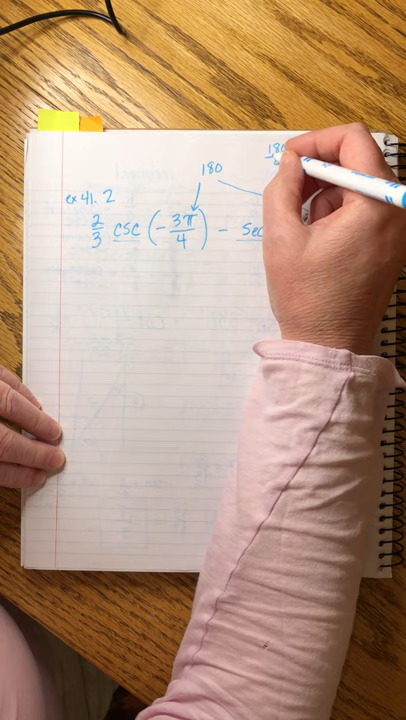 180
180
ex 41. 2
2/3 csc (- 3π/4) - sec